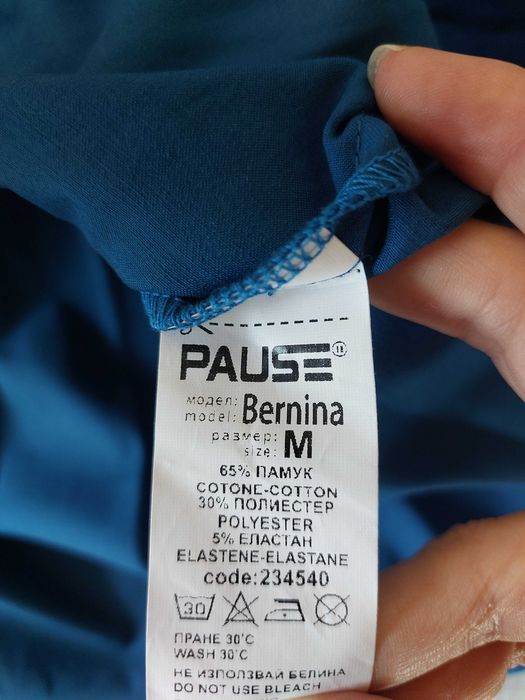 PAUSE
модел:
model: Bernina
размер:
size: M
65% ПАМУК
COTONE-COTTON
30% ПОЛИЕСТЕР
POLYESTER
5% ЕЛАСТАН
ELASTENE-ELASTANE
code:234540
30
ПРАНЕ 30°C
WASH 30°C
НЕ ИЗПОЛЗВАЙ БЕЛИНА
DO NOT USE BLEACH